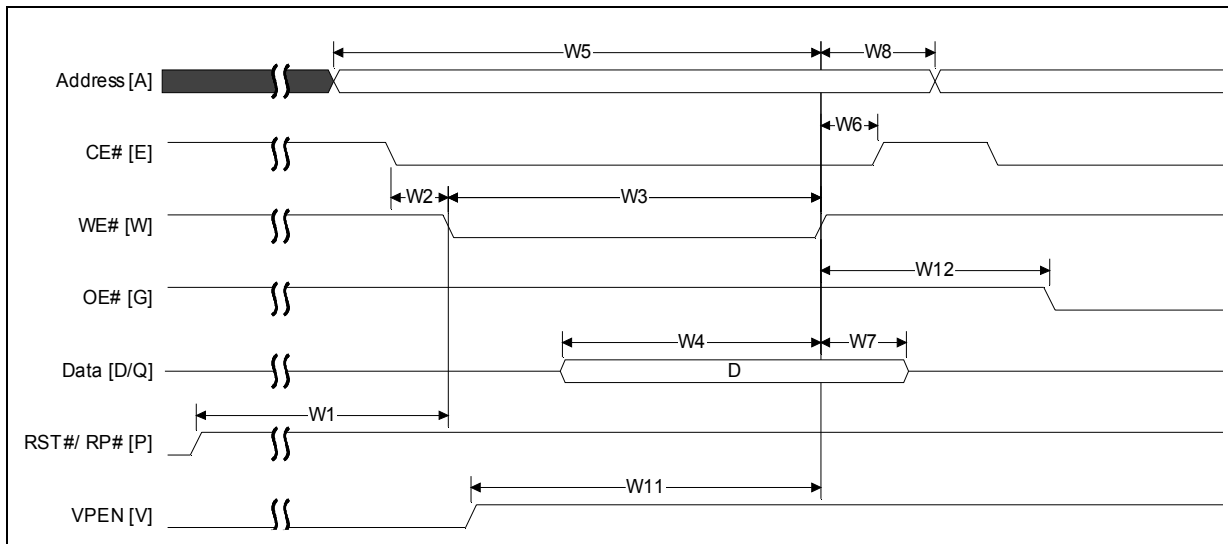 W5
W8
Address [A]
W6
CE# [E]
W2
W3
WE# [W]
W12
OE# [G]
W4
W7
Data [D/Q]
D
W1
RST#/ RP# [P]
W11
VPEN [V]